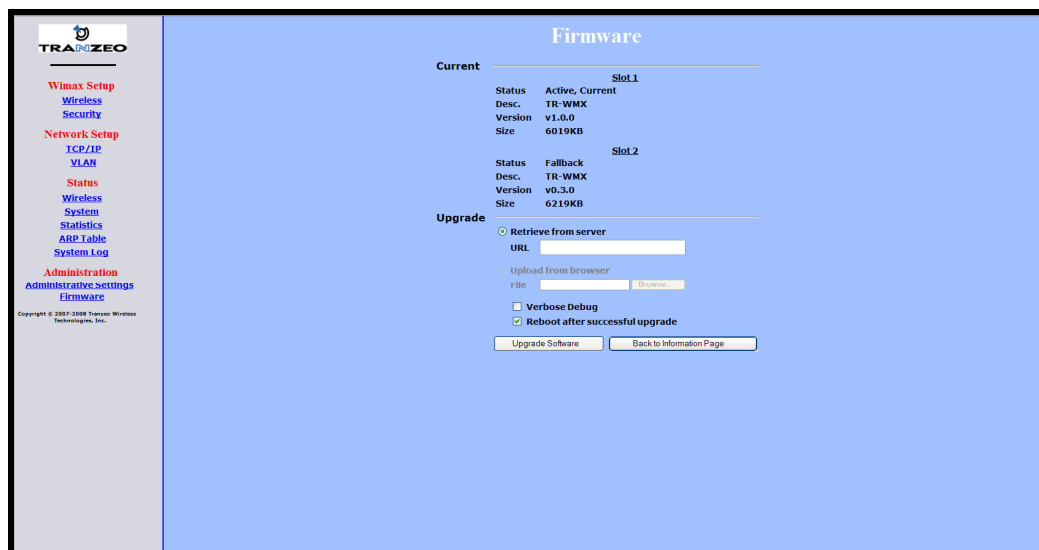 TRANZEO
Wimax Setup
Wireless
Security
Network Setup
TCP/IP
VLAN
Status
Wireless
System
Statistics
ARP Table
System Log
Administration
Administrative Settings
Firmware
Copyright © 2007-2008 Tranzeo Wireless
Technologies, Inc.
Firmware
Current
Slot 1
Status Active, Current
Desc. TR-WMX
Version v1.0.0
Size 6019KB
Slot 2
Status Fallback
Desc. TR-WMX
Version v0.3.0
Size 6219KB
Upgrade
Retrieve from server
URL
Upload from browser
File Browse...
Verbose Debug
Reboot after successful upgrade
Upgrade Software Back to Information Page